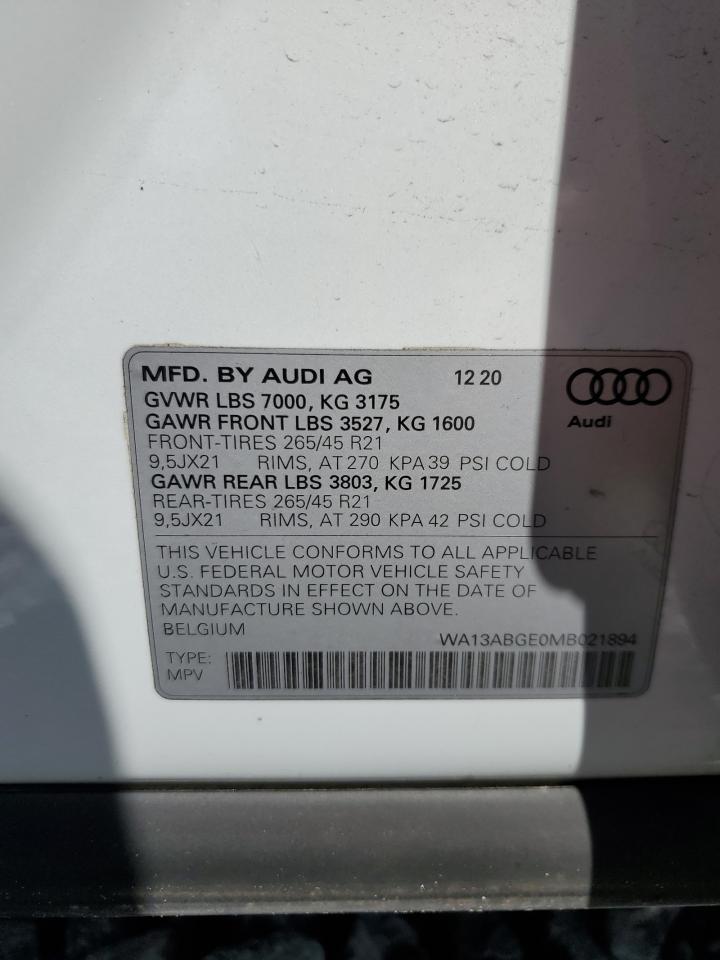 MFD. BY AUDI AG 12 20
GVWR LBS 7000, KG 3175
GAWR FRONT LBS 3527, KG 1600
Audi
FRONT-TIRES 265/45 R21
9,5JX21 RIMS, AT 270 KPA 39 PSI COLD
GAWR REAR LBS 3803, KG 1725
REAR-TIRES 265/45 R21
9,5JX21 RIMS, AT 290 KPA 42 PSI COLD
THIS VEHICLE CONFORMS TO ALL APPLICABLE
U.S. FEDERAL MOTOR VEHICLE SAFETY
STANDARDS IN EFFECT ON THE DATE OF
MANUFACTURE SHOWN ABOVE.
BELGIUM WA13ABGE0MB021894
TYPE:
MPV